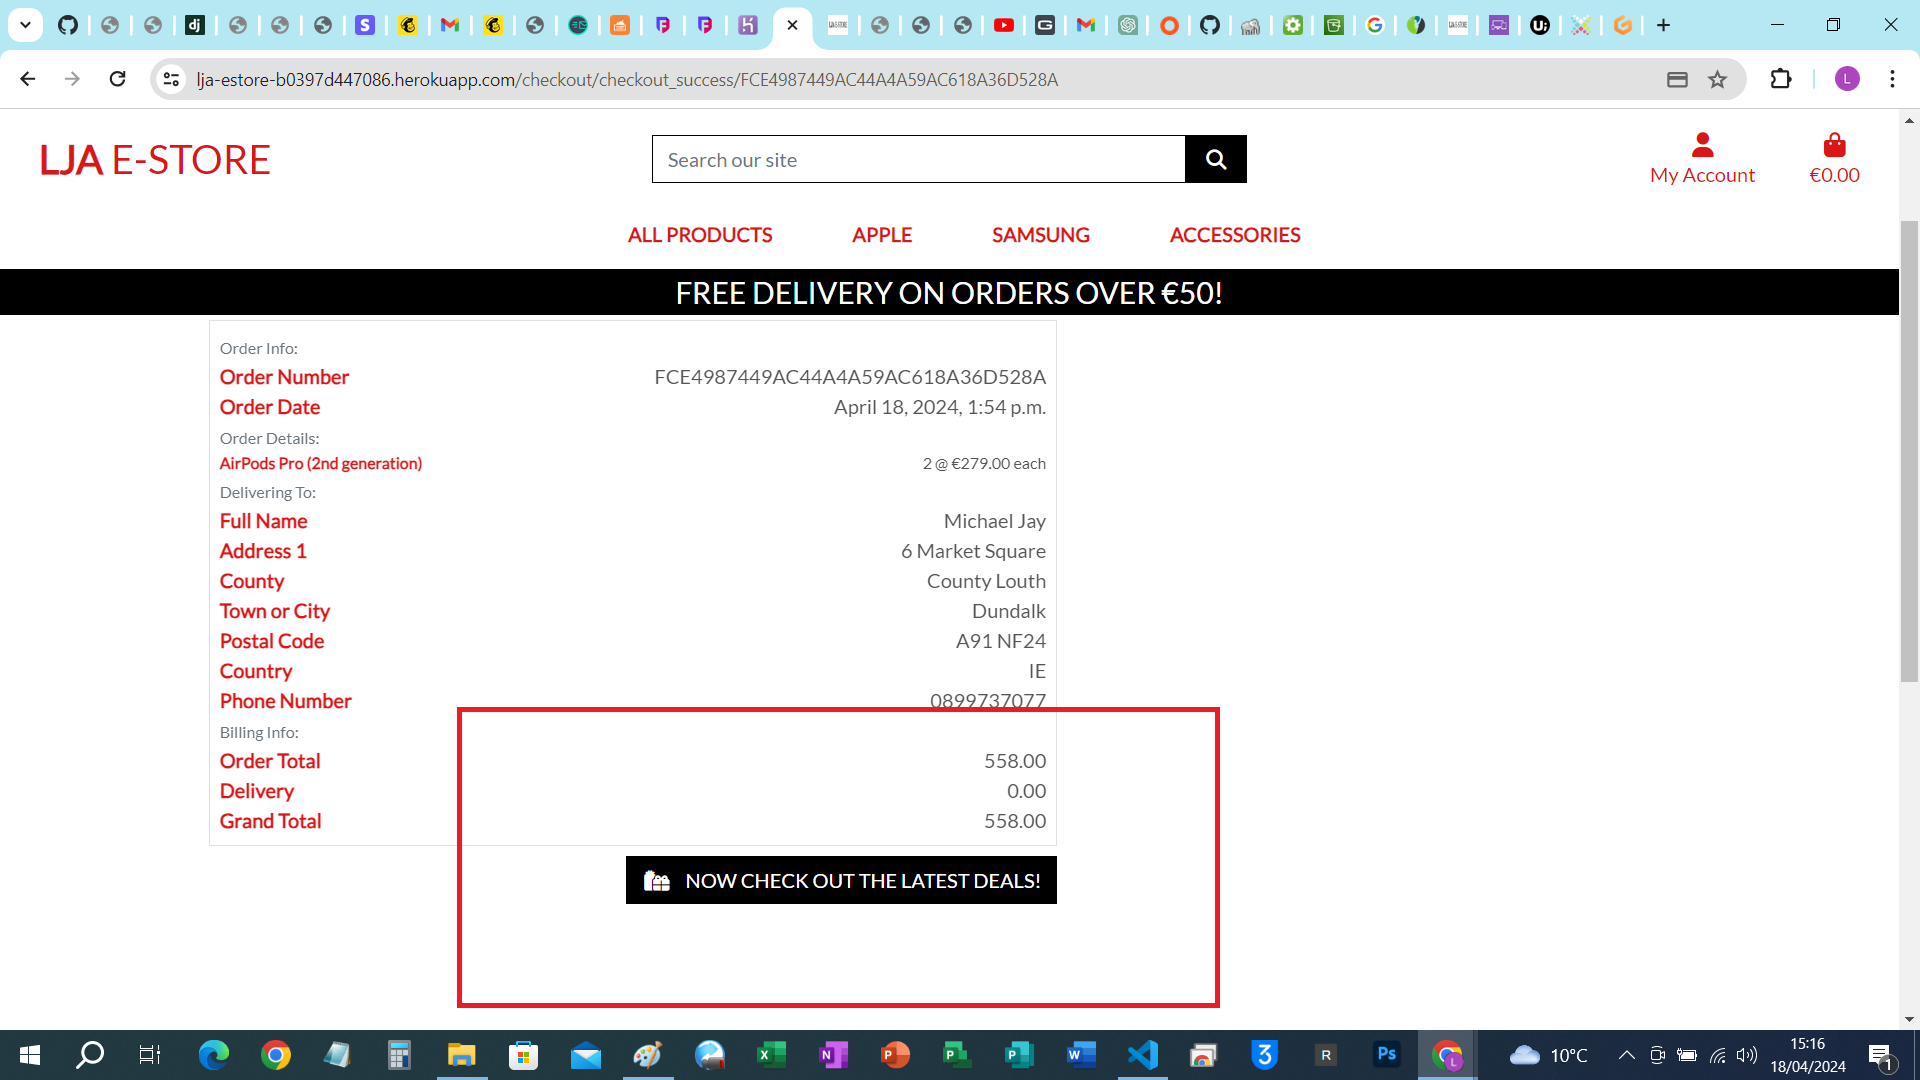 lja-estore-b0397d447086.herokuapp.com/checkout/checkout_success/FCE4987449AC44A4A59AC618A36D528A
L
LJA E-STORE
Search our site
My Account
€0.00
ALL PRODUCTS
APPLE
SAMSUNG
ACCESSORIES
FREE DELIVERY ON ORDERS OVER €50!
Order Info:
Order Number FCE4987449AC44A4A59AC618A36D528A
Order Date April 18, 2024, 1:54 p.m.
Order Details:
AirPods Pro (2nd generation) 2 @ €279.00 each
Delivering To:
Full Name Michael Jay
Address 1 6 Market Square
County County Louth
Town or City Dundalk
Postal Code A91 NF24
Country IE
Phone Number 0899737077
Billing Info:
Order Total 558.00
Delivery 0.00
Grand Total 558.00
NOW CHECK OUT THE LATEST DEALS!
10°C
15:16
18/04/2024
1